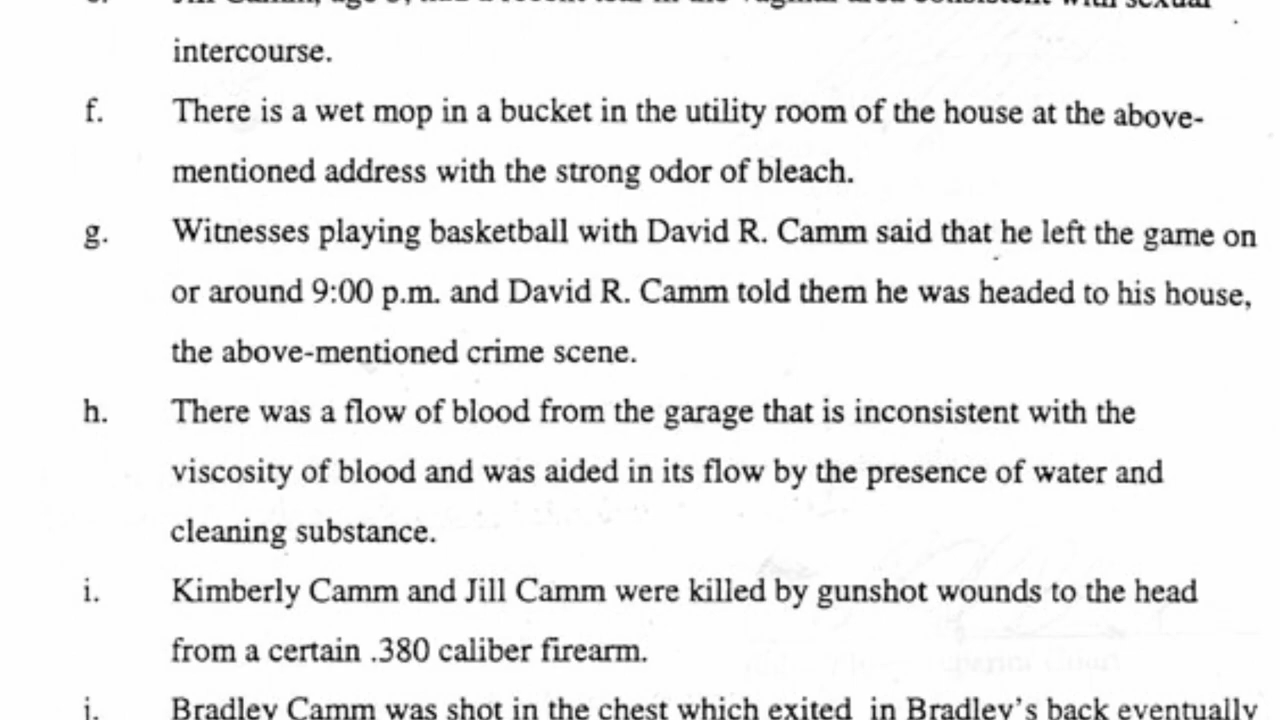 intercourse.
f. There is a wet mop in a bucket in the utility room of the house at the above-
mentioned address with the strong odor of bleach.
g. Witnesses playing basketball with David R. Camm said that he left the game on
or around 9:00 p.m. and David R. Camm told them he was headed to his house,
the above-mentioned crime scene.
h. There was a flow of blood from the garage that is inconsistent with the
viscosity of blood and was aided in its flow by the presence of water and
cleaning substance.
i. Kimberly Camm and Jill Camm were killed by gunshot wounds to the head
from a certain .380 caliber firearm.
j. Bradley Camm was shot in the chest which exited in Bradley's back eventually